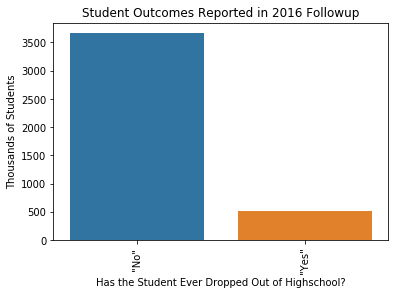 Student Outcomes Reported in 2016 Followup
Thousands of Students
3500
3000
2500
2000
1500
1000
500
0
"No"
"Yes"
Has the Student Ever Dropped Out of Highschool?